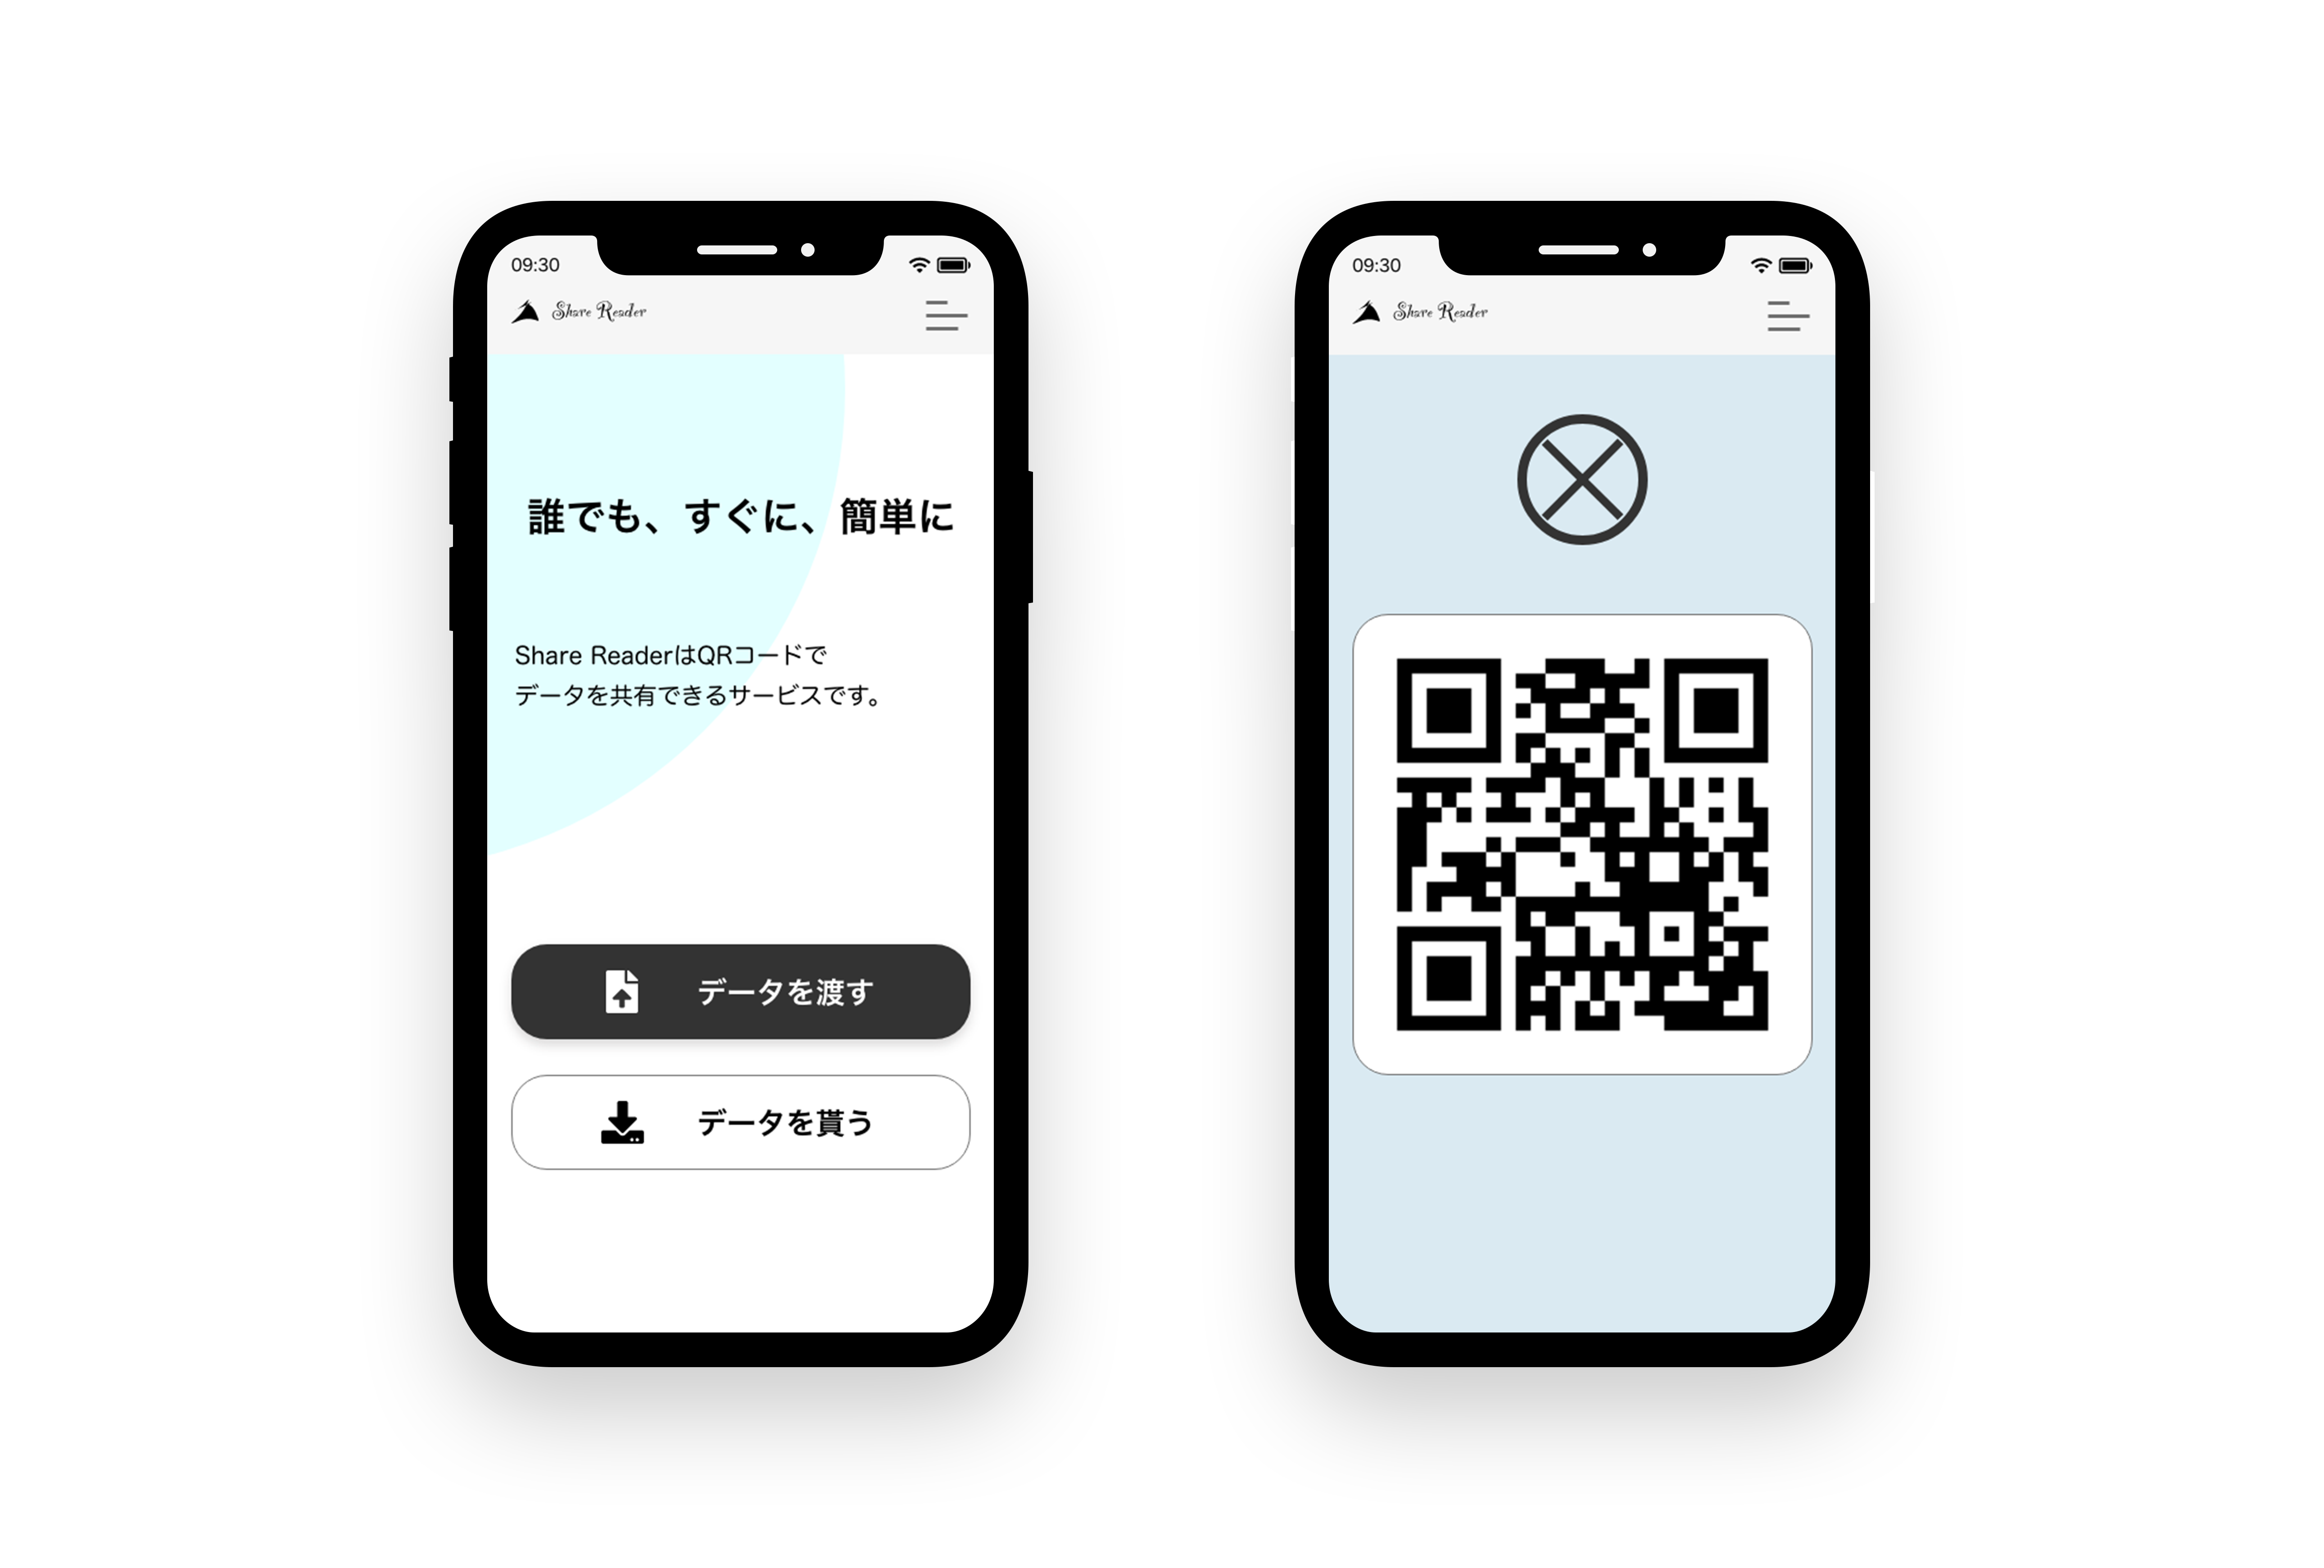 09:30
Share Reader
誰でも、すぐに、簡単に
Share ReaderはQRコードで
データを共有できるサービスです。
データを渡す
データを貰う
09:30
Share Reader